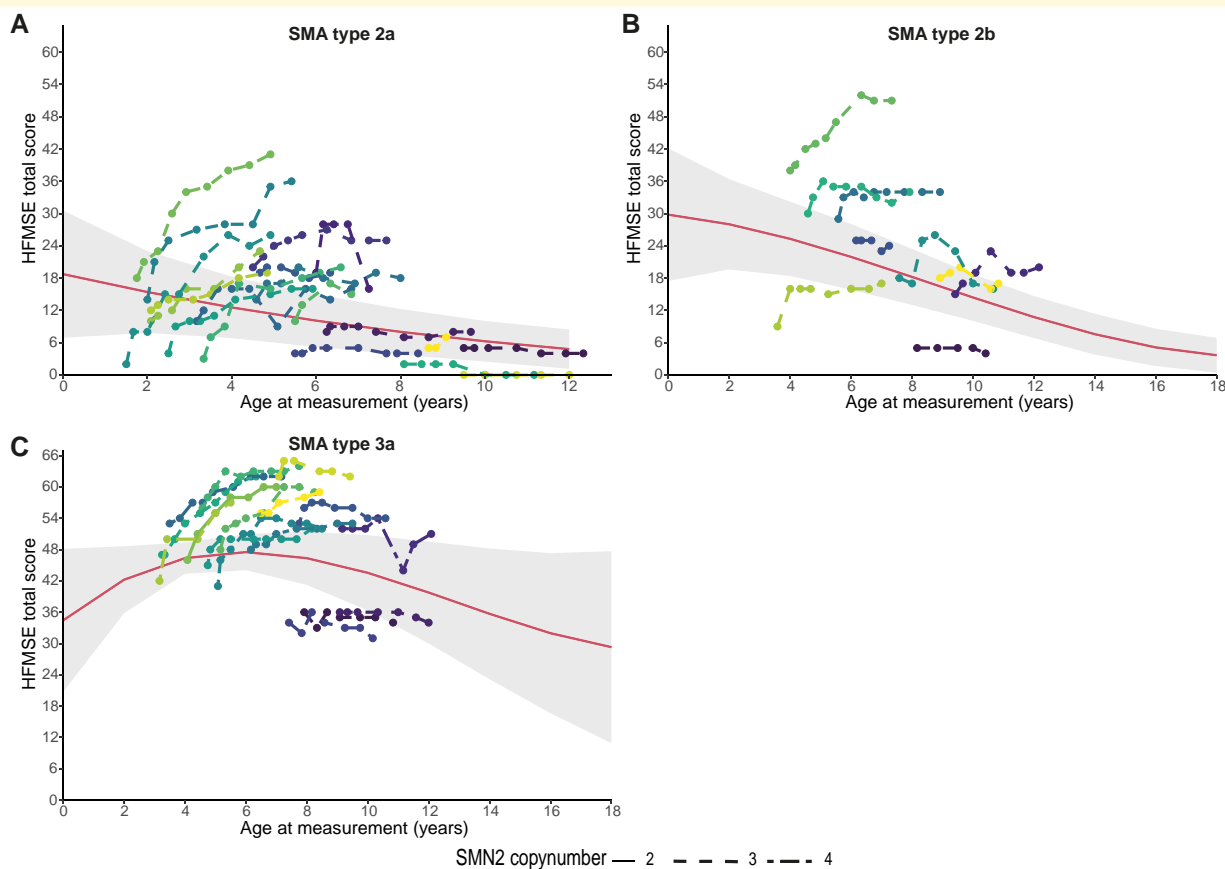 A
SMA type 2a
HFMSE total score
60
54
48
42
36
30
24
18
12
6
0
0 2 4 6 8 10 12
Age at measurement (years)
B
SMA type 2b
HFMSE total score
60
54
48
42
36
30
24
18
12
6
0
0 2 4 6 8 10 12 14 16 18
Age at measurement (years)
C
SMA type 3a
HFMSE total score
66
60
54
48
42
36
30
24
18
12
6
0
0 2 4 6 8 10 12 14 16 18
Age at measurement (years)
SMN2 copynumber 2 3 4